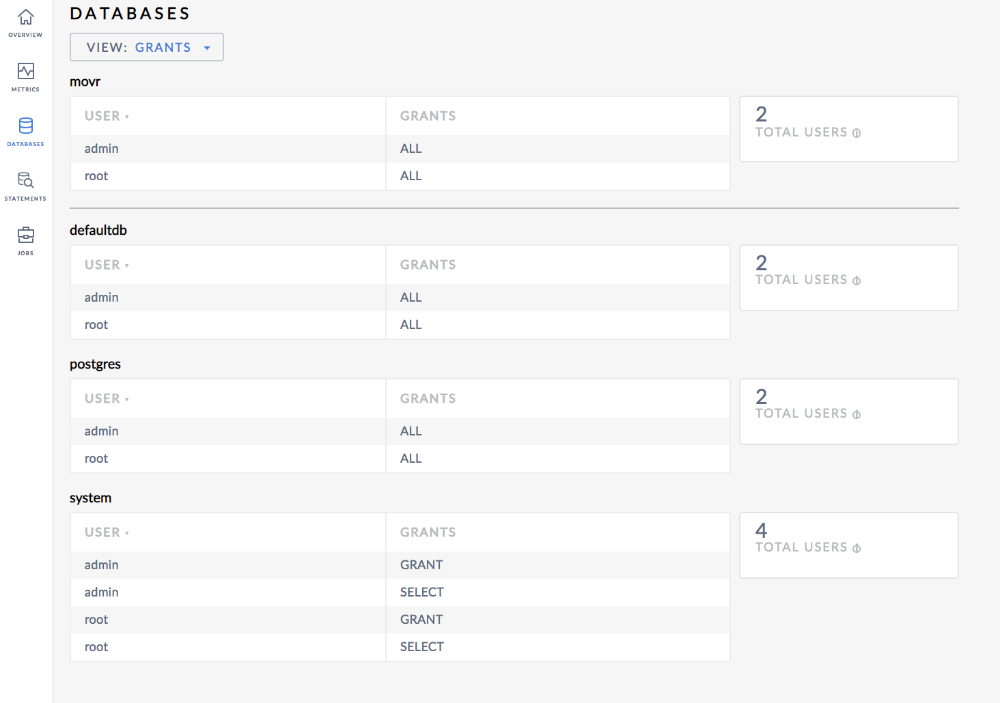 OVERVIEW
METRICS
DATABASES
STATEMENTS
JOBS
DATABASES
VIEW: GRANTS
movr
USER GRANTS
admin ALL
root ALL
2
TOTAL USERS
defaultdb
USER GRANTS
admin ALL
root ALL
2
TOTAL USERS
postgres
USER GRANTS
admin ALL
root ALL
2
TOTAL USERS
system
USER GRANTS
admin GRANT
admin SELECT
root GRANT
root SELECT
4
TOTAL USERS